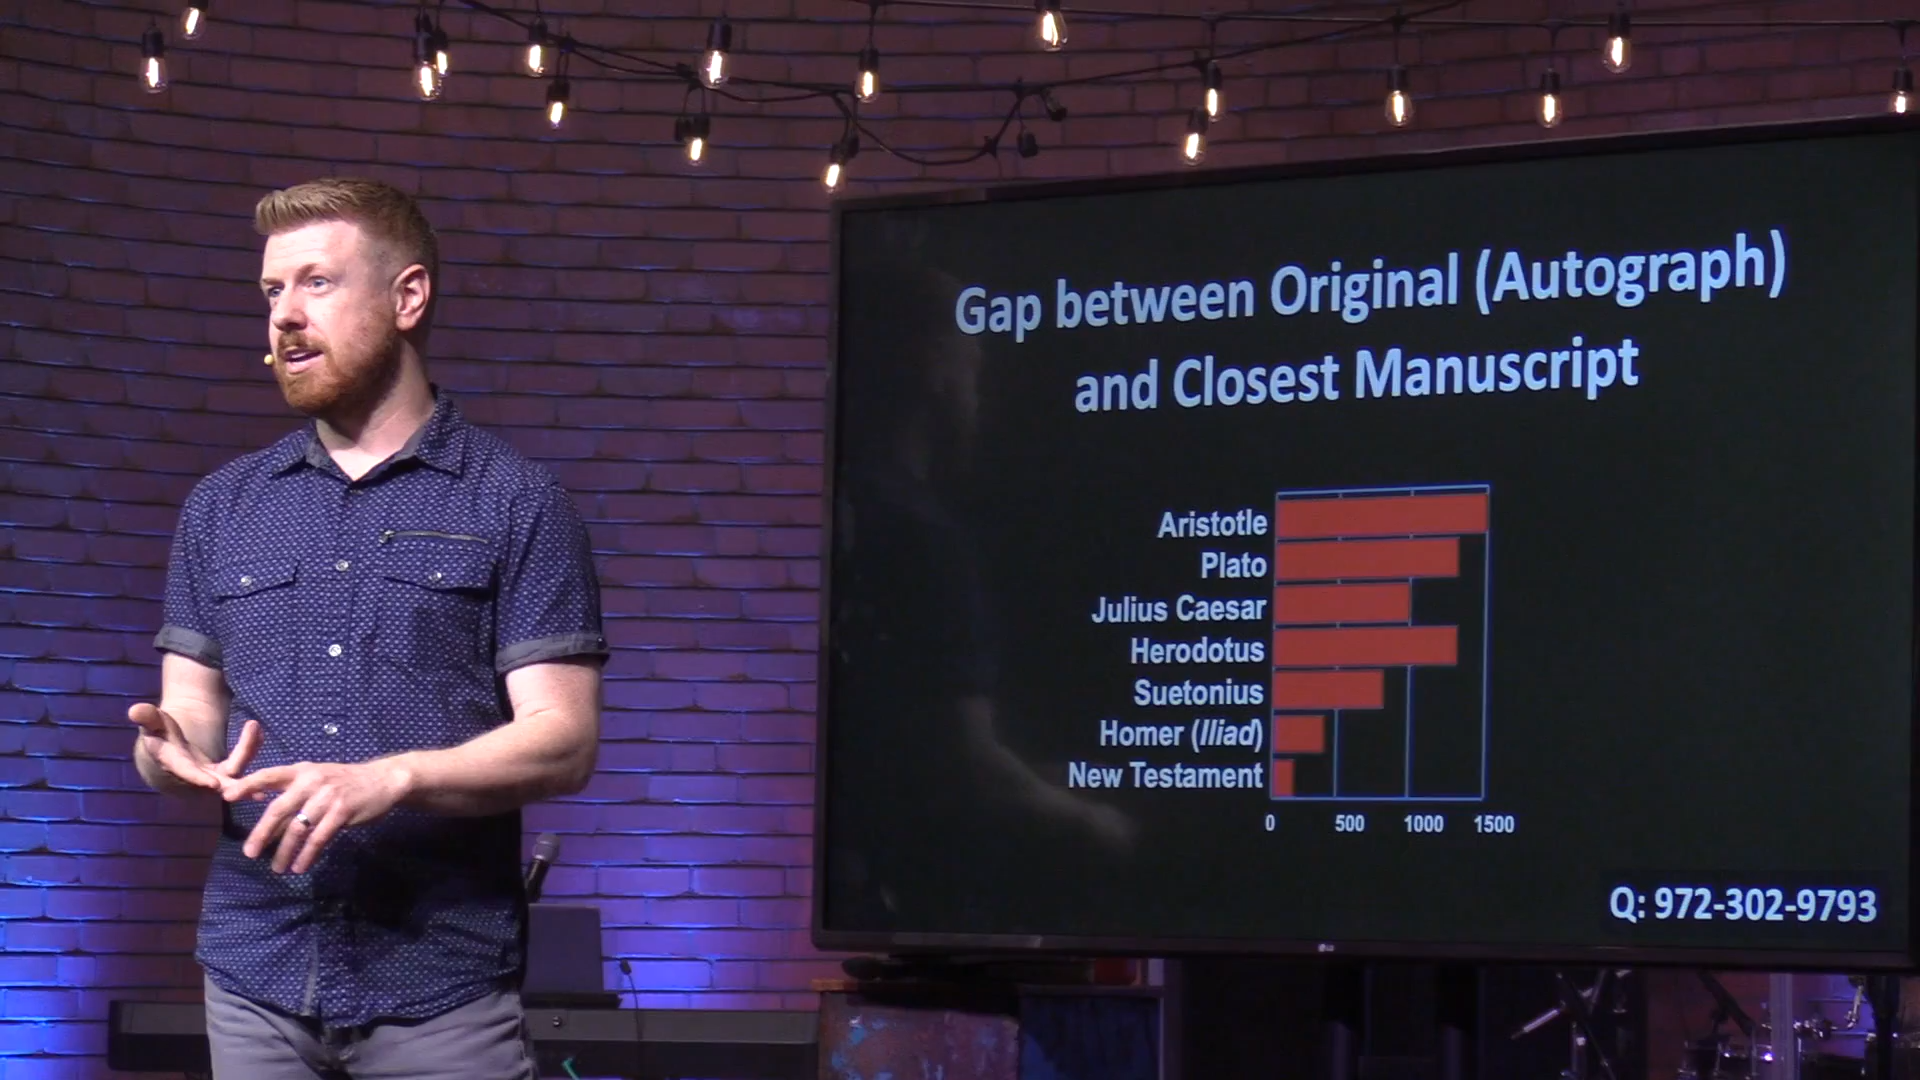 Gap between Original (Autograph)
and Closest Manuscript
Aristotle
Plato
Julius Caesar
Herodotus
Suetonius
Homer (Iliad)
New Testament
0 500 1000 1500
Q: 972-302-9793
LG